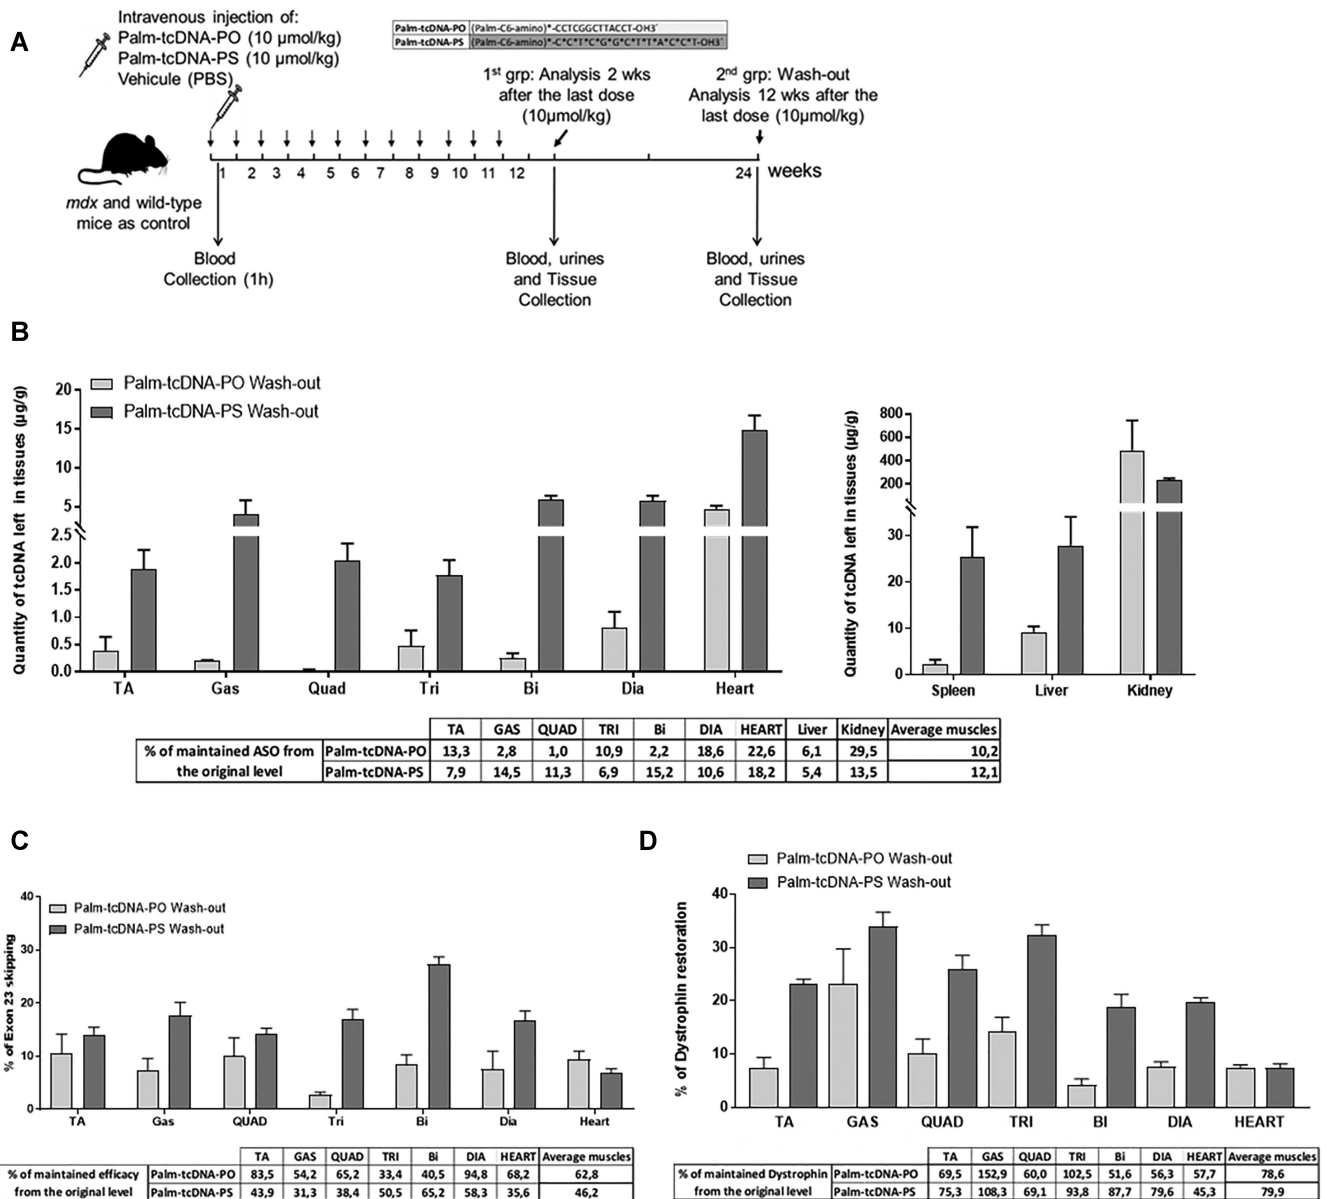 A
Intravenous injection of:
Palm-tcDNA-PO (10 µmol/kg)
Palm-tcDNA-PS (10 µmol/kg)
Vehicule (PBS)
Palm-tcDNA-PO (Palm-C6-amino)*-CCTCGGCTTACCT-OH3´
Palm-tcDNA-PS (Palm-C6-amino)*-C*C*T*C*G*G*C*T*T*A*C*C*T-OH3´
1st grp: Analysis 2 wks
after the last dose
(10µmol/kg)
2nd grp: Wash-out
Analysis 12 wks after the
last dose (10µmol/kg)
1 2 3 4 5 6 7 8 9 10 11 12 24 weeks
mdx and wild-type
mice as control
Blood
Collection (1h)
Blood, urines
and Tissue
Collection
Blood, urines
and Tissue
Collection
B
Quantity of tcDNA left in tissues (µg/g)
Palm-tcDNA-PO Wash-out
Palm-tcDNA-PS Wash-out
20
15
10
5
2.5
2.0
1.5
1.0
0.5
0.0
TA Gas Quad Tri Bi Dia Heart
Quantity of tcDNA left in tissues (µg/g)
800
600
400
200
30
20
10
0
Spleen Liver Kidney
TA GAS QUAD TRI Bi DIA HEART Liver Kidney Average muscles
% of maintained ASO from the original level
Palm-tcDNA-PO 13,3 2,8 1,0 10,9 2,2 18,6 22,6 6,1 29,5 10,2
Palm-tcDNA-PS 7,9 14,5 11,3 6,9 15,2 10,6 18,2 5,4 13,5 12,1
C
% of Exon 23 skipping
Palm-tcDNA-PO Wash-out
Palm-tcDNA-PS Wash-out
40
30
20
10
0
TA Gas QUAD Tri Bi Dia Heart
TA GAS QUAD TRI Bi DIA HEART Average muscles
% of maintained efficacy from the original level
Palm-tcDNA-PO 83,5 54,2 65,2 33,4 40,5 94,8 68,2 62,8
Palm-tcDNA-PS 43,9 31,3 38,4 50,5 65,2 58,3 35,6 46,2
D
% of Dystrophin restoration
Palm-tcDNA-PO Wash-out
Palm-tcDNA-PS Wash-out
40
30
20
10
0
TA GAS QUAD TRI BI DIA HEART
TA GAS QUAD TRI Bi DIA HEART Average muscles
% of maintained Dystrophin from the original level
Palm-tcDNA-PO 69,5 152,9 60,0 102,5 51,6 56,3 57,7 78,6
Palm-tcDNA-PS 75,3 108,3 69,1 93,8 87,7 79,6 45,3 79,9